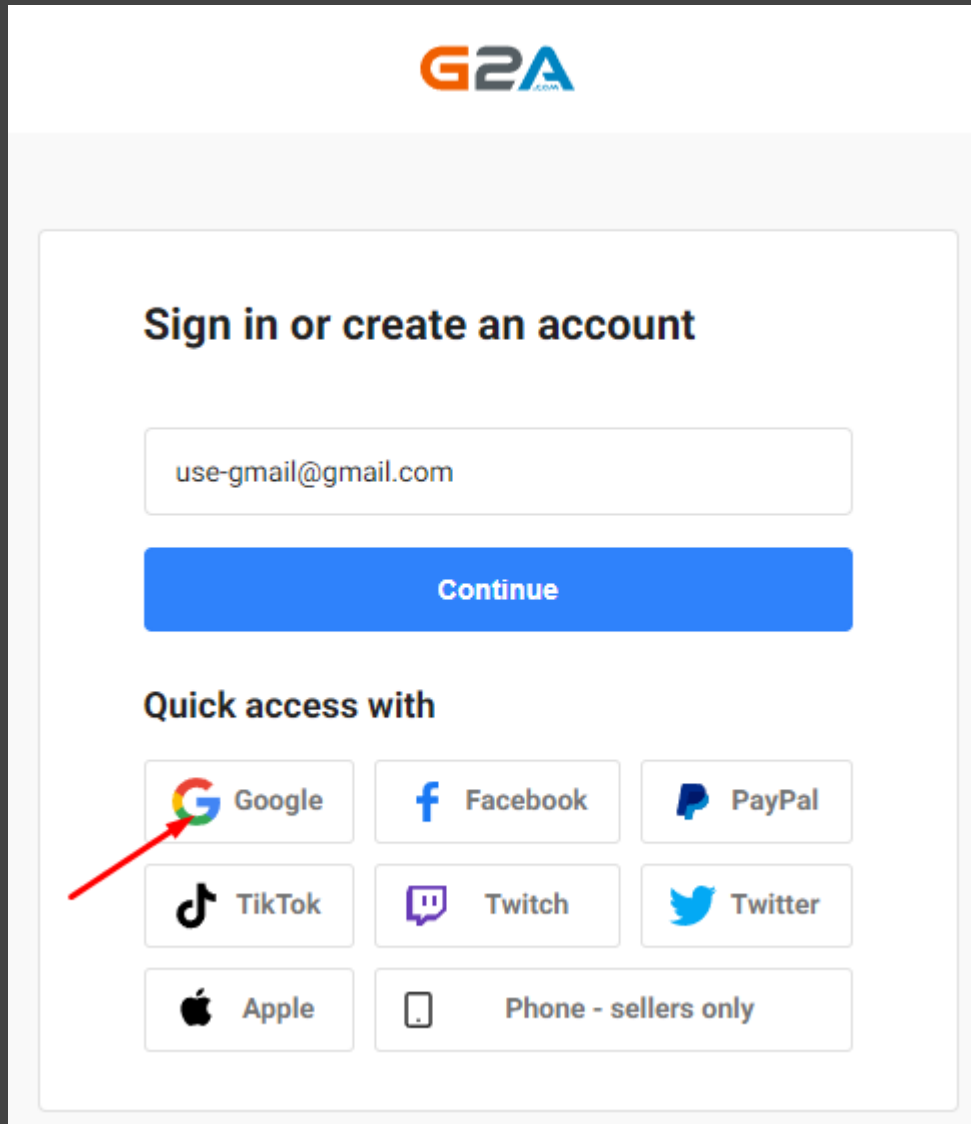 G2A
.com
Sign in or create an account
use-gmail@gmail.com
Continue
Quick access with
Google
Facebook
PayPal
TikTok
Twitch
Twitter
Apple
Phone - sellers only